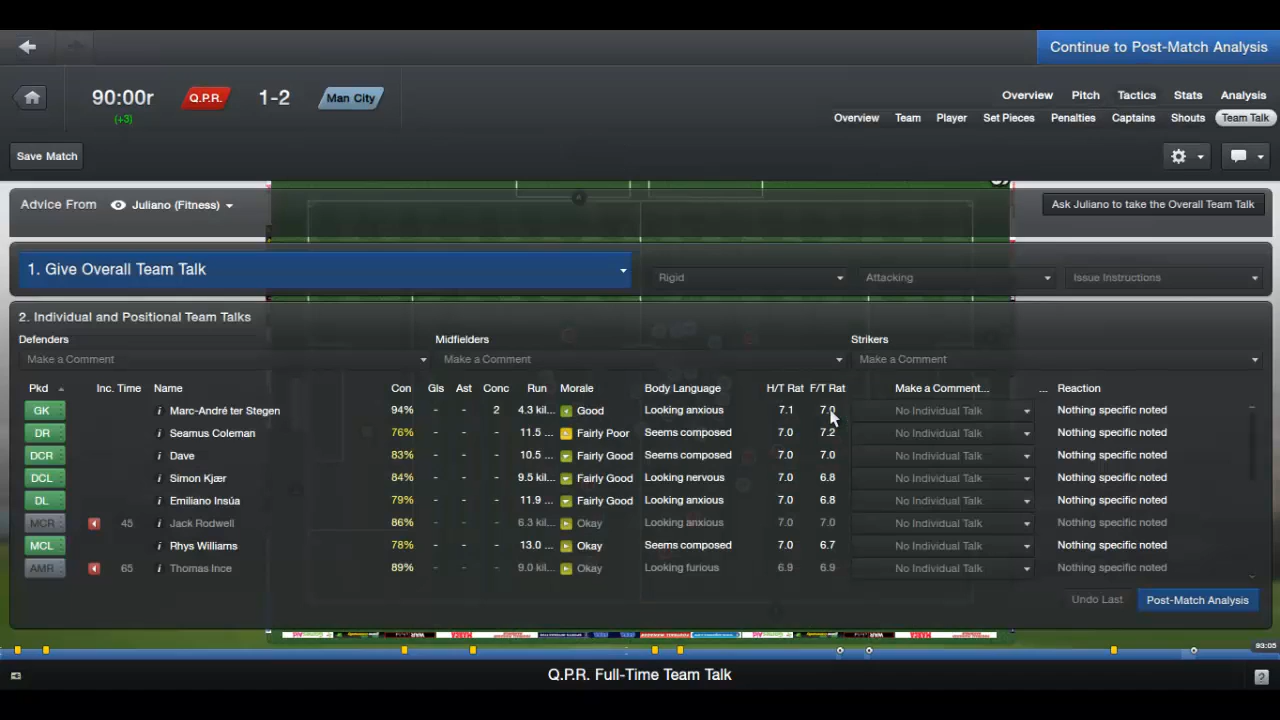 Continue to Post-Match Analysis
90:00r Q.P.R. 1-2 Man City
(+3)
Overview Pitch Tactics Stats Analysis
Overview Team Player Set Pieces Penalties Captains Shouts Team Talk
Save Match
Advice From Juliano (Fitness) Ask Juliano to take the Overall Team Talk
1. Give Overall Team Talk Rigid Attacking Issue Instructions
2. Individual and Positional Team Talks
Defenders Midfielders Strikers
Make a Comment Make a Comment Make a Comment
Pkd Inc. Time Name Con Gls Ast Conc Run Morale Body Language H/T Rat F/T Rat Make a Comment... ... Reaction
GK i Marc-André ter Stegen 94% - - 2 4.3 kil... Good Looking anxious 7.1 7.0 No Individual Talk Nothing specific noted
DR i Seamus Coleman 76% - - - 11.5 ... Fairly Poor Seems composed 7.0 7.2 No Individual Talk Nothing specific noted
DCR i Dave 83% - - - 10.5 ... Fairly Good Seems composed 7.0 7.0 No Individual Talk Nothing specific noted
DCL i Simon Kjær 84% - - - 9.5 kil... Fairly Good Looking nervous 7.0 6.8 No Individual Talk Nothing specific noted
DL i Emiliano Insúa 79% - - - 11.9 ... Fairly Good Looking anxious 7.0 6.8 No Individual Talk Nothing specific noted
MCR 45 i Jack Rodwell 86% - - - 6.3 kil... Okay Looking anxious 7.0 7.0 No Individual Talk Nothing specific noted
MCL i Rhys Williams 78% - - - 13.0 ... Okay Seems composed 7.0 6.7 No Individual Talk Nothing specific noted
AMR 65 i Thomas Ince 89% - - - 9.0 kil... Okay Looking furious 6.9 6.9 No Individual Talk Nothing specific noted
Undo Last Post-Match Analysis
93:05
Q.P.R. Full-Time Team Talk ?